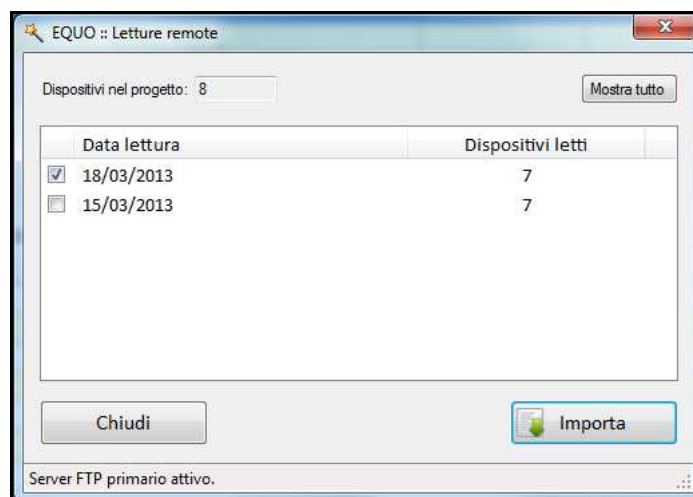 EQUO :: Letture remote
Dispositivi nel progetto: 8 Mostra tutto
Data lettura Dispositivi letti
18/03/2013 7
15/03/2013 7
Chiudi Importa
Server FTP primario attivo.